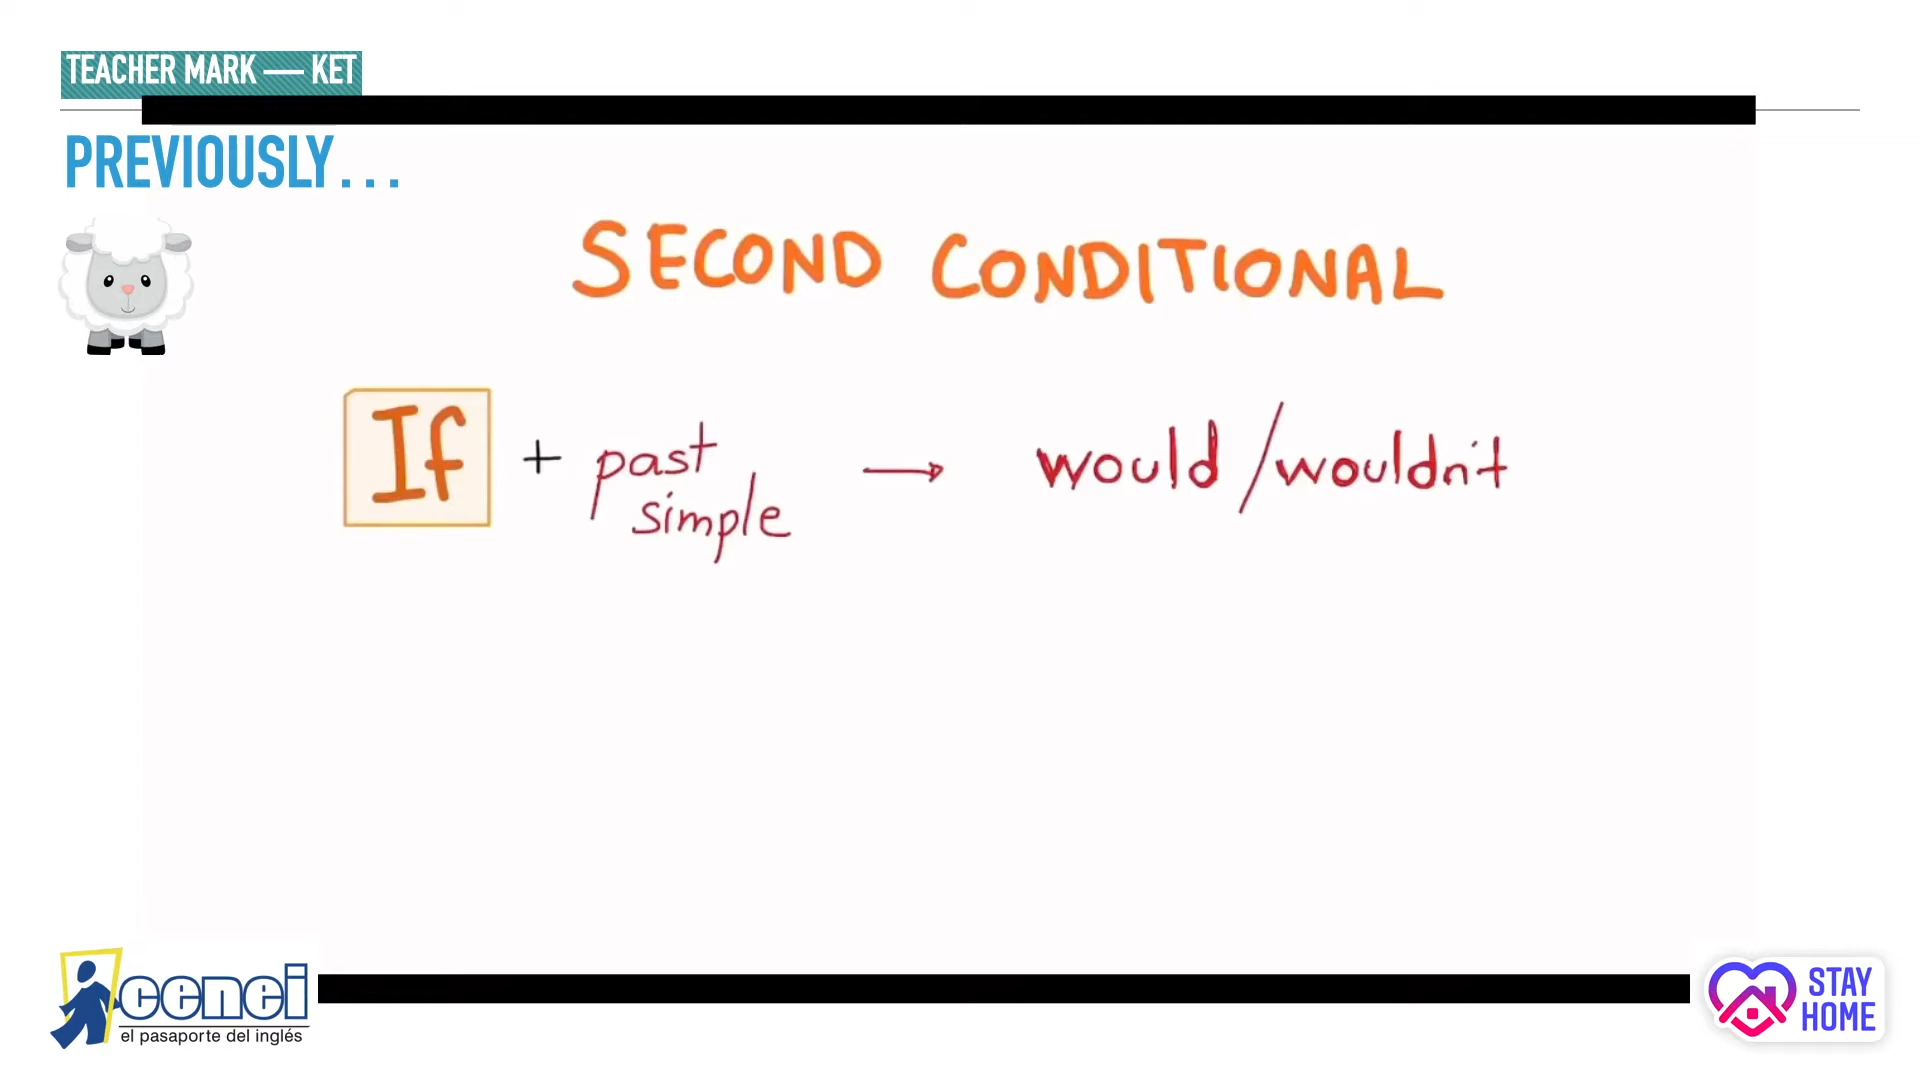 TEACHER MARK — KET
PREVIOUSLY...
SECOND CONDITIONAL
If + past simple → would / wouldn't
cenei
el pasaporte del inglés
STAY
HOME